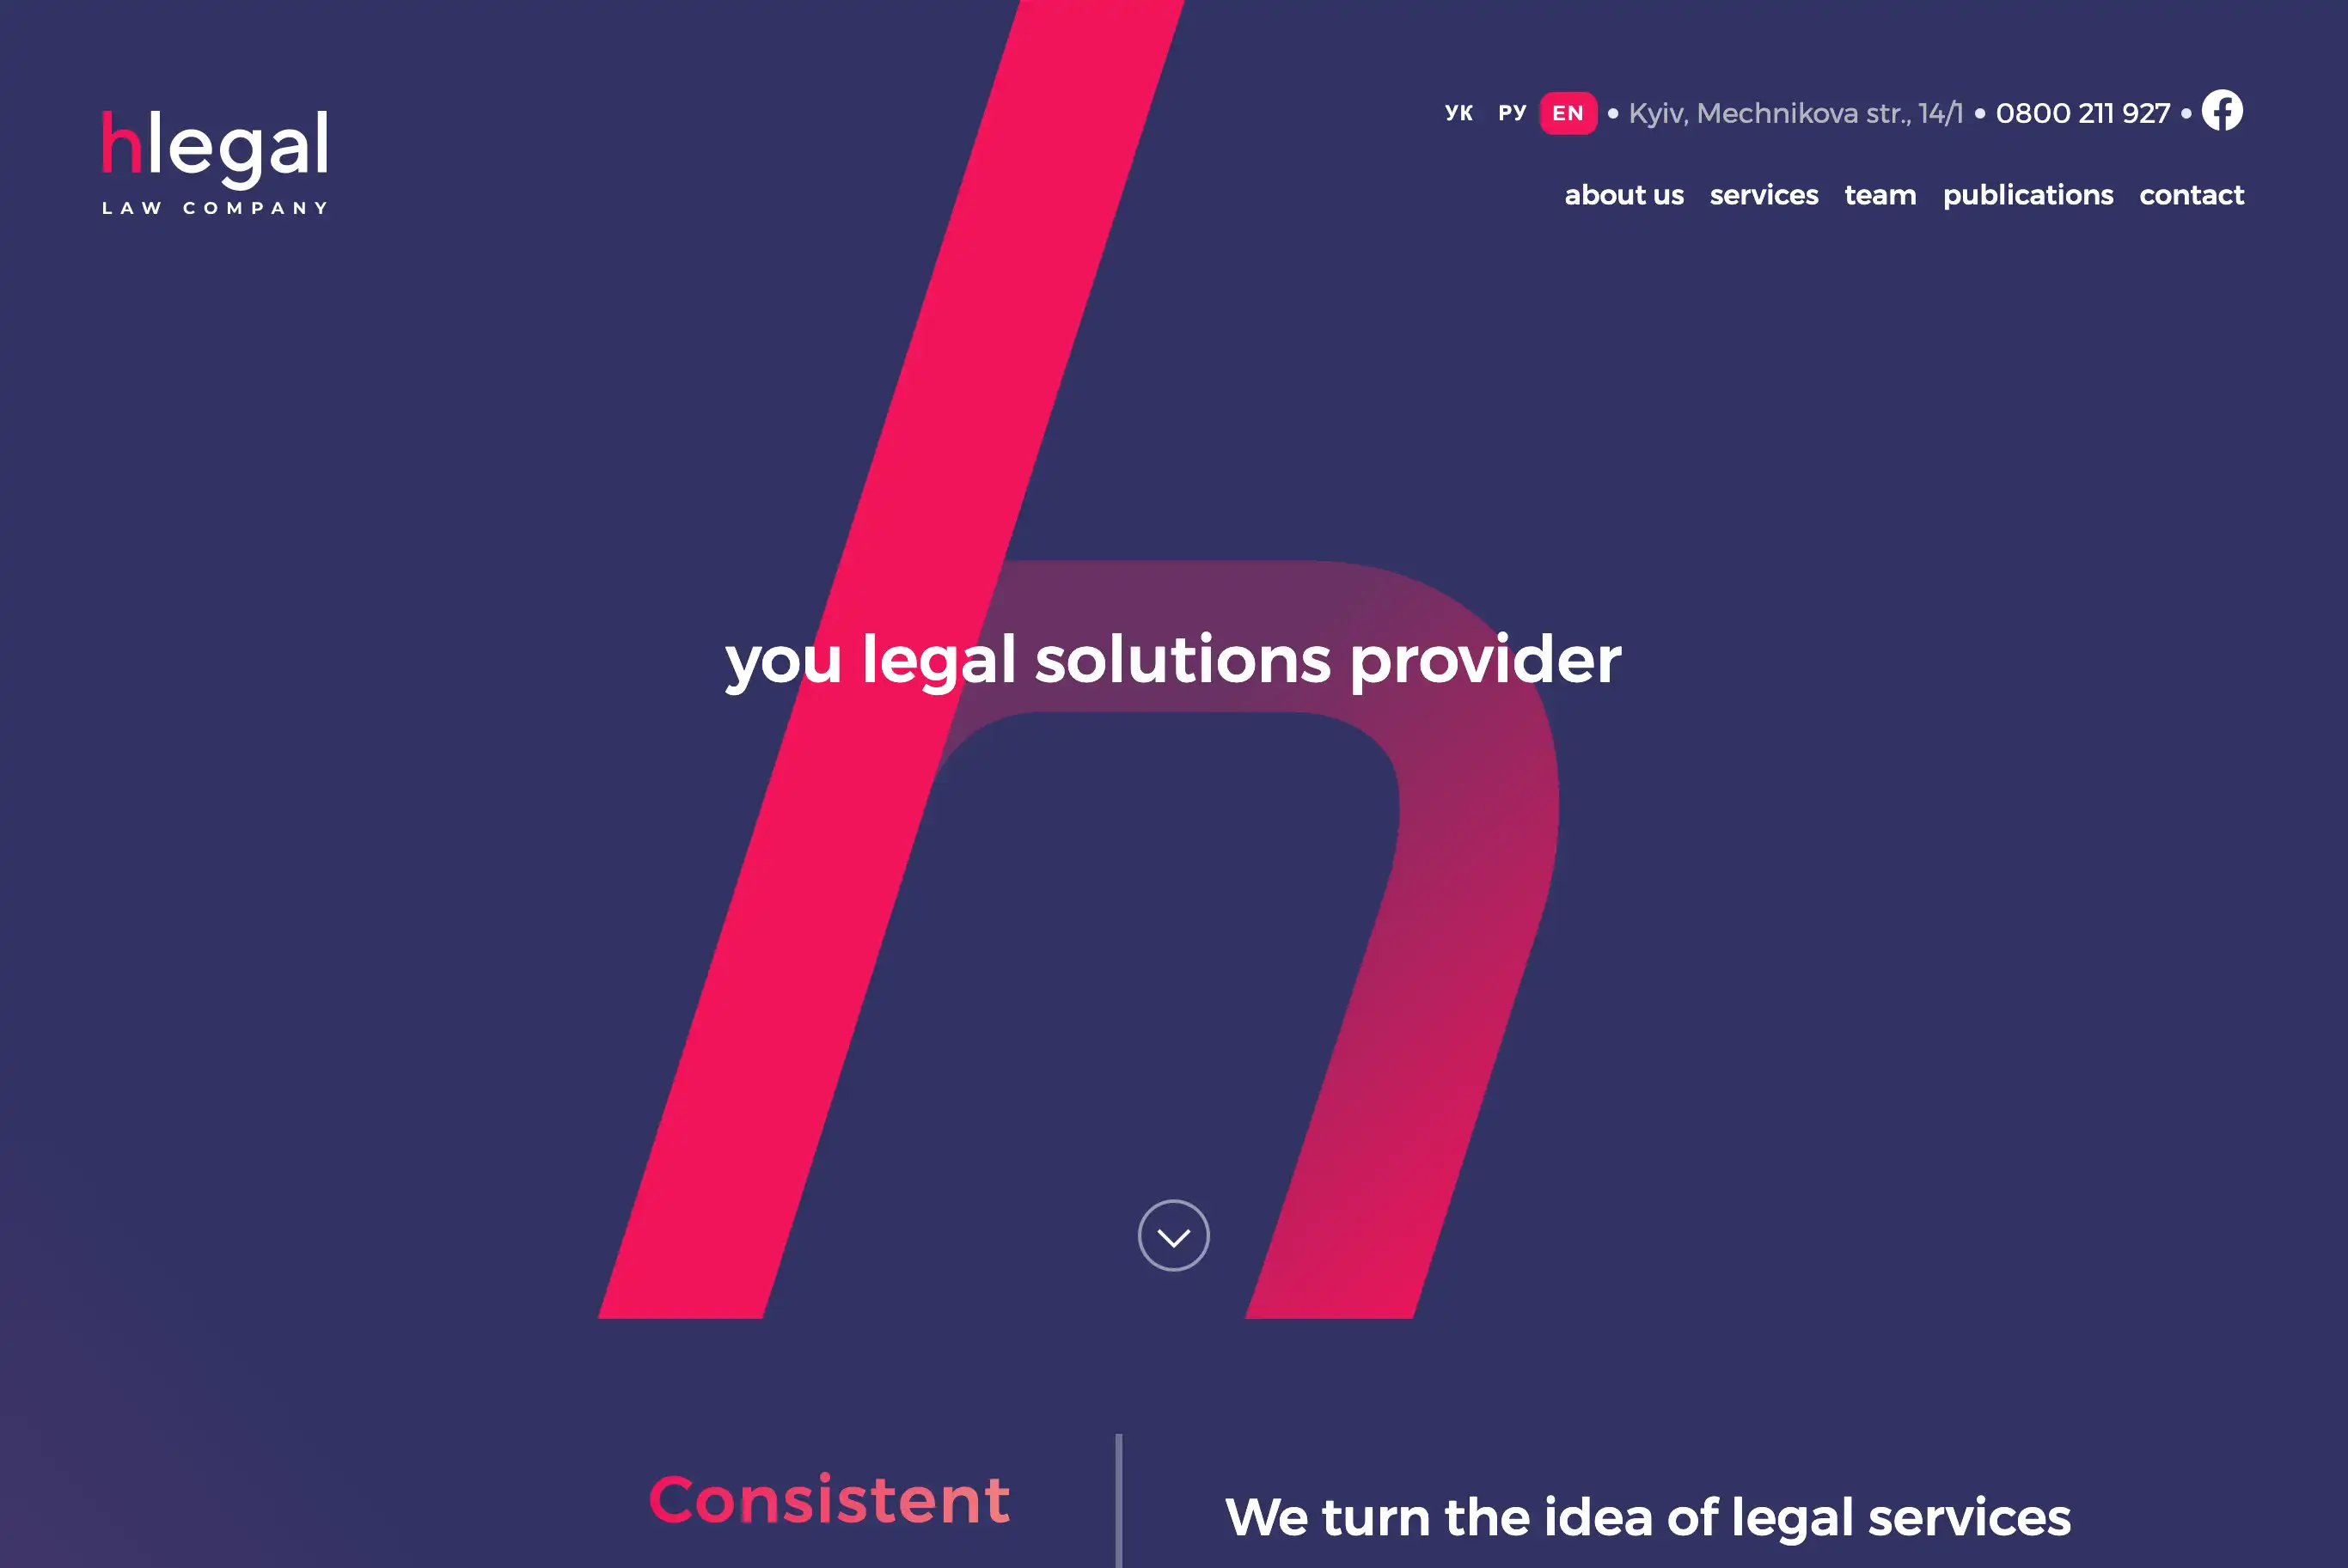 hlegal
LAW COMPANY
УК РУ EN • Kyiv, Mechnikova str., 14/1 • 0800 211 927 •
about us services team publications contact
you legal solutions provider
Consistent
We turn the idea of legal services